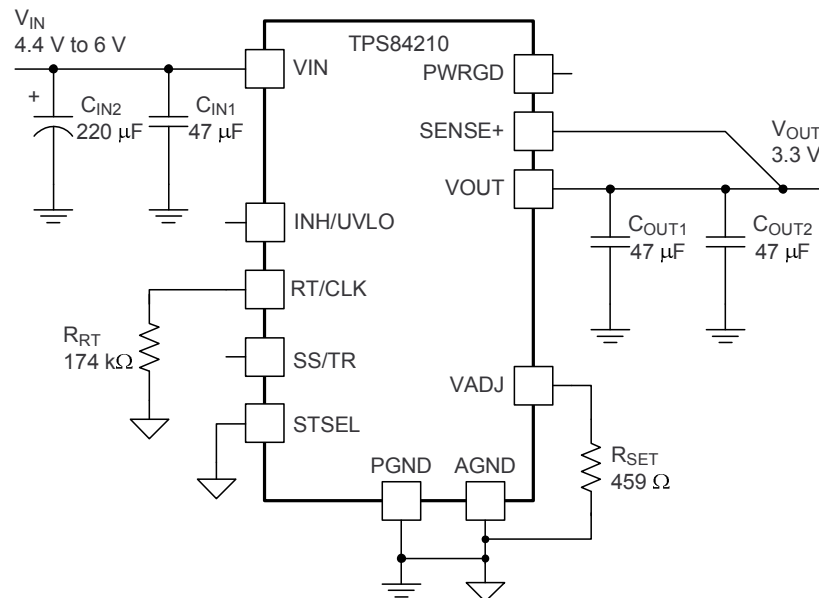 V_IN
4.4 V to 6 V
TPS84210
VIN
PWRGD
+
C_IN2
220 μF
C_IN1
47 μF
SENSE+
V_OUT
3.3 V
VOUT
INH/UVLO
C_OUT1
47 μF
C_OUT2
47 μF
RT/CLK
R_RT
174 kΩ
SS/TR
VADJ
STSEL
PGND
AGND
R_SET
459 Ω